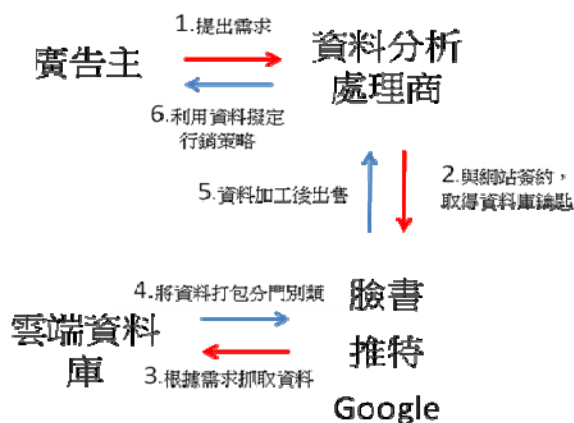 1.提出需求
廣告主
資料分析
處理商
6.利用資料擬定
行銷策略
5.資料加工後出售
2.與網站簽約，
取得資料庫鑰匙
4.將資料打包分門別類
臉書
雲端資料
庫
推特
3.根據需求抓取資料
Google